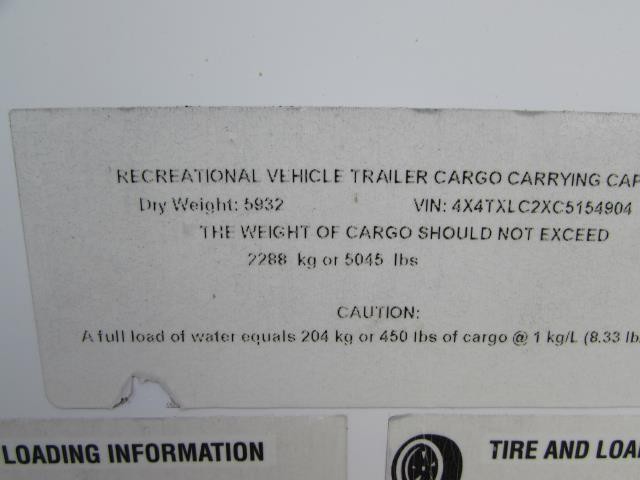 RECREATIONAL VEHICLE TRAILER CARGO CARRYING CAP
Dry Weight: 5932 VIN: 4X4TXLC2XC5154904
THE WEIGHT OF CARGO SHOULD NOT EXCEED
2288 kg or 5045 lbs
CAUTION:
A full load of water equals 204 kg or 450 lbs of cargo @ 1 kg/L (8.33 lb
LOADING INFORMATION
TIRE AND LOA